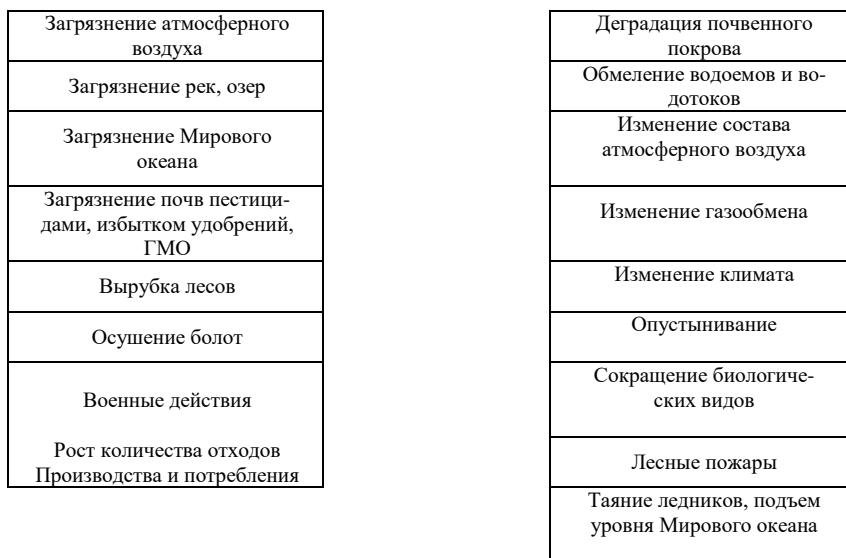 Загрязнение атмосферного
воздуха
Загрязнение рек, озер
Загрязнение Мирового
океана
Загрязнение почв пестици-
дами, избытком удобрений,
ГМО
Вырубка лесов
Осушение болот
Военные действия
Рост количества отходов
Производства и потребления
Деградация почвенного
покрова
Обмеление водоемов и во-
дотоков
Изменение состава
атмосферного воздуха
Изменение газообмена
Изменение климата
Опустынивание
Сокращение биологиче-
ских видов
Лесные пожары
Таяние ледников, подъем
уровня Мирового океана